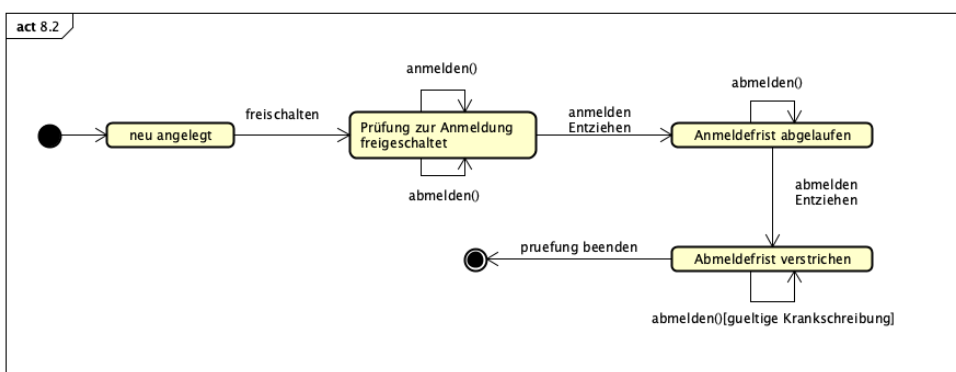 act 8.2
anmelden()
abmelden()
freischalten
anmelden
Entziehen
neu angelegt
Prüfung zur Anmeldung
freigeschaltet
Anmeldefrist abgelaufen
abmelden()
abmelden
Entziehen
pruefung beenden
Abmeldefrist verstrichen
abmelden()[gueltige Krankschreibung]